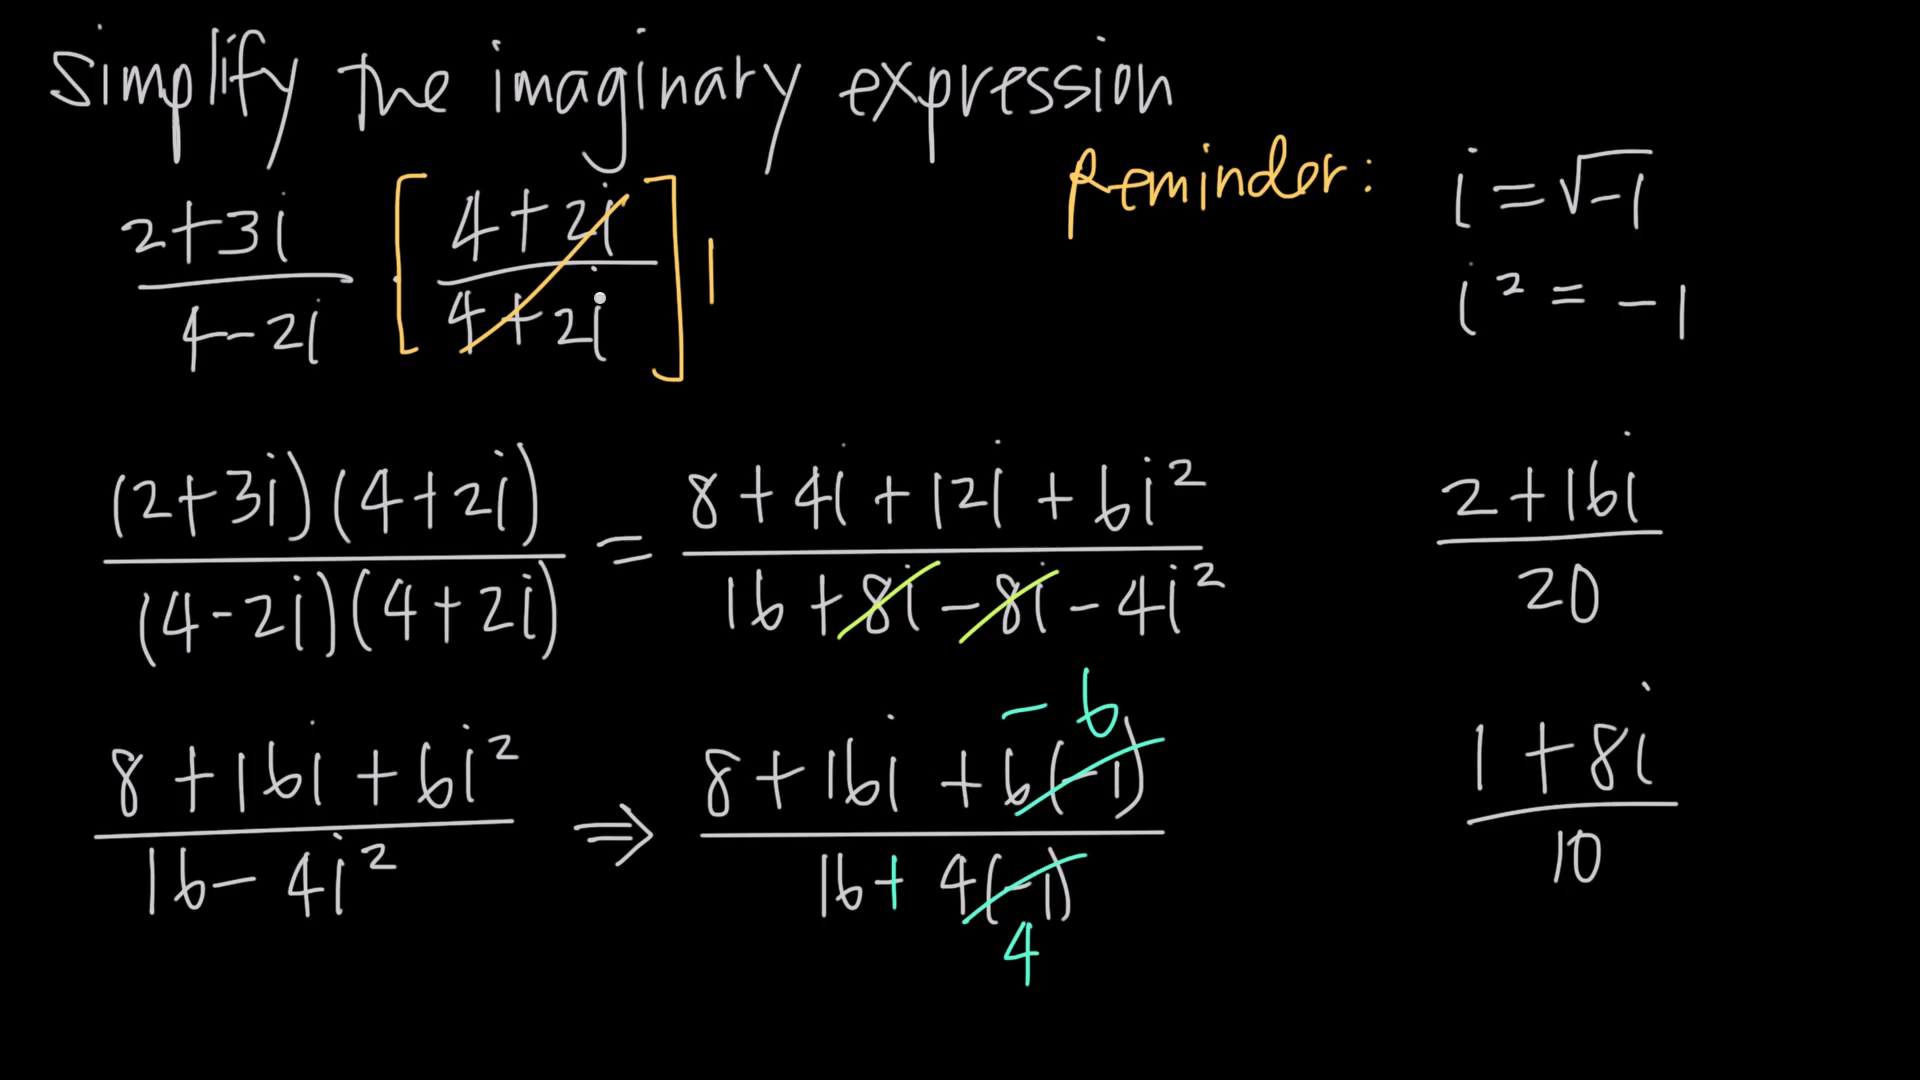 Simplify the imaginary expression
Reminder: i = √-1
i² = -1
2+3i / 4-2i · [4+2i / 4+2i] 1
(2+3i)(4+2i) / (4-2i)(4+2i) = 8+4i+12i+6i² / 16+8i-8i-4i²
2+16i / 20
8+16i+6i² / 16-4i² ⇒ 8+16i+6(-1) / 16+4(-1)
-6
4
1+8i / 10